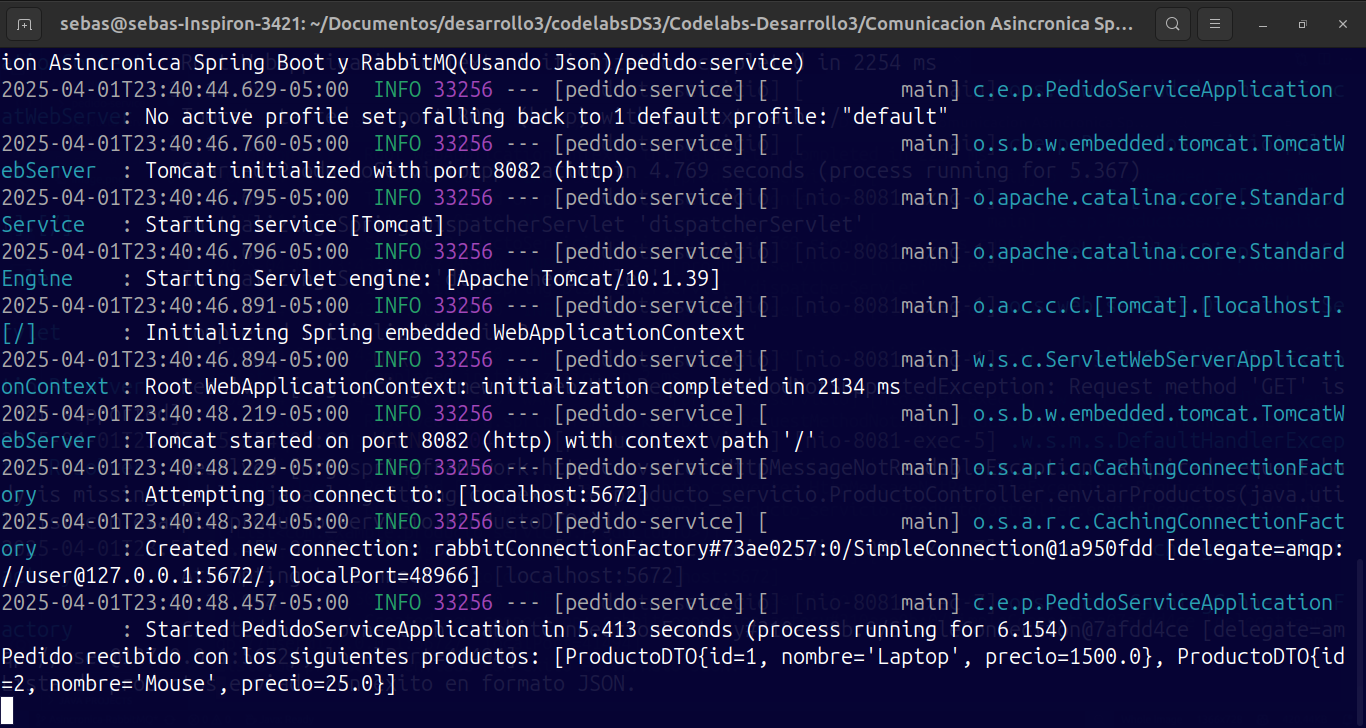 sebas@sebas-Inspiron-3421: ~/Documentos/desarrollo3/codelabsDS3/Codelabs-Desarrollo3/Comunicacion Asincronica Sp...
ion Asincronica Spring Boot y RabbitMQ(Usando Json)/pedido-service)
2025-04-01T23:40:44.629-05:00  INFO 33256 --- [pedido-service] [           main] c.e.p.PedidoServiceApplication
          : No active profile set, falling back to 1 default profile: "default"
2025-04-01T23:40:46.760-05:00  INFO 33256 --- [pedido-service] [           main] o.s.b.w.embedded.tomcat.TomcatW
ebServer  : Tomcat initialized with port 8082 (http)
2025-04-01T23:40:46.795-05:00  INFO 33256 --- [pedido-service] [           main] o.apache.catalina.core.Standard
Service   : Starting service [Tomcat]
2025-04-01T23:40:46.796-05:00  INFO 33256 --- [pedido-service] [           main] o.apache.catalina.core.Standard
Engine    : Starting Servlet engine: [Apache Tomcat/10.1.39]
2025-04-01T23:40:46.891-05:00  INFO 33256 --- [pedido-service] [           main] o.a.c.c.C.[Tomcat].[localhost].
[/]       : Initializing Spring embedded WebApplicationContext
2025-04-01T23:40:46.894-05:00  INFO 33256 --- [pedido-service] [           main] w.s.c.ServletWebServerApplicati
onContext : Root WebApplicationContext: initialization completed in 2134 ms
2025-04-01T23:40:48.219-05:00  INFO 33256 --- [pedido-service] [           main] o.s.b.w.embedded.tomcat.TomcatW
ebServer  : Tomcat started on port 8082 (http) with context path '/'
2025-04-01T23:40:48.229-05:00  INFO 33256 --- [pedido-service] [           main] o.s.a.r.c.CachingConnectionFact
ory       : Attempting to connect to: [localhost:5672]
2025-04-01T23:40:48.324-05:00  INFO 33256 --- [pedido-service] [           main] o.s.a.r.c.CachingConnectionFact
ory       : Created new connection: rabbitConnectionFactory#73ae0257:0/SimpleConnection@1a950fdd [delegate=amqp:
//user@127.0.0.1:5672/, localPort=48966]
2025-04-01T23:40:48.457-05:00  INFO 33256 --- [pedido-service] [           main] c.e.p.PedidoServiceApplication
          : Started PedidoServiceApplication in 5.413 seconds (process running for 6.154)
Pedido recibido con los siguientes productos: [ProductoDTO{id=1, nombre='Laptop', precio=1500.0}, ProductoDTO{id
=2, nombre='Mouse', precio=25.0}]